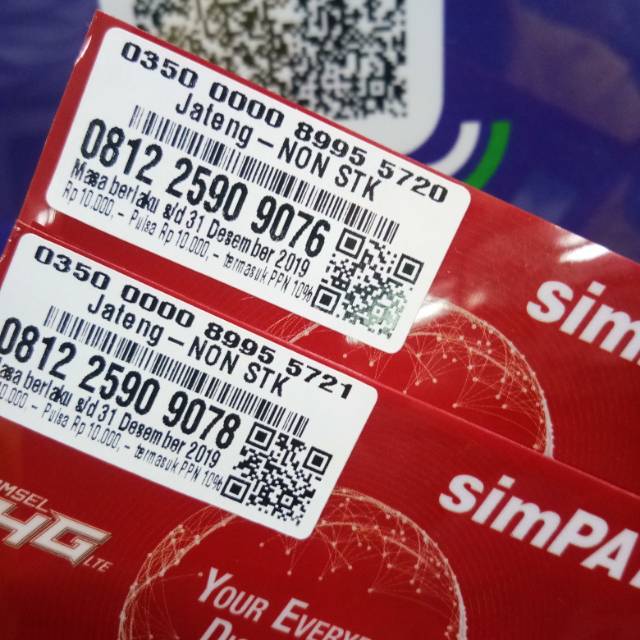 0350 0000 8995 5720
Jateng – NON STK
0812 2590 9076
Masa berlaku s/d 31 Desember 2019
Rp 10.000,– Pulsa Rp 10.000,– termasuk PPN 10%
sim
0350 0000 8995 5721
Jateng – NON STK
0812 2590 9078
Masa berlaku s/d 31 Desember 2019
Rp 10.000,– Pulsa Rp 10.000,– termasuk PPN 10%
simPA
4G LTE
YOUR EVERY